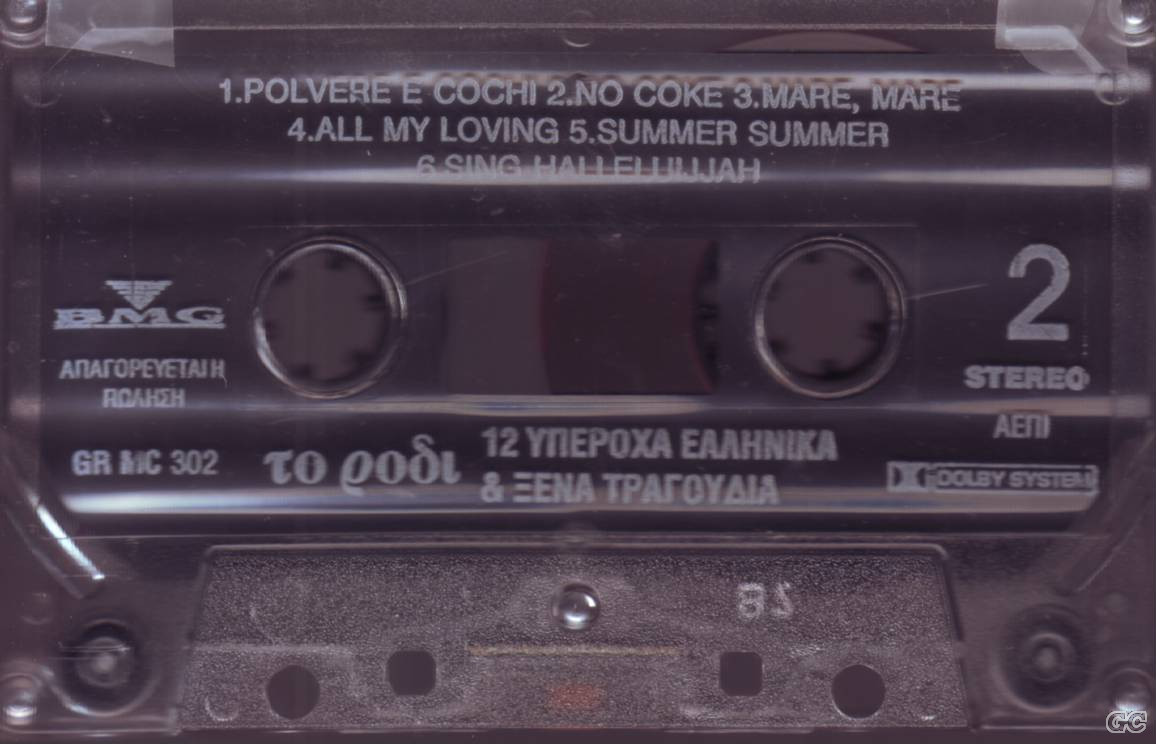 1.POLVERE E COCHI 2.NO COKE 3.MARE, MARE
4.ALL MY LOVING 5.SUMMER SUMMER
6.SING HALLELUJJAH
BMG
ΑΠΑΓΟΡΕΥΕΤΑΙ Η
ΠΩΛΗΣΗ
GR MC 302
το ροδι
12 ΥΠΕΡΟΧΑ ΕΛΛΗΝΙΚΑ
& ΞΕΝΑ ΤΡΑΓΟΥΔΙΑ
2
STEREO
ΑΕΠΙ
DOLBY SYSTEM
GC